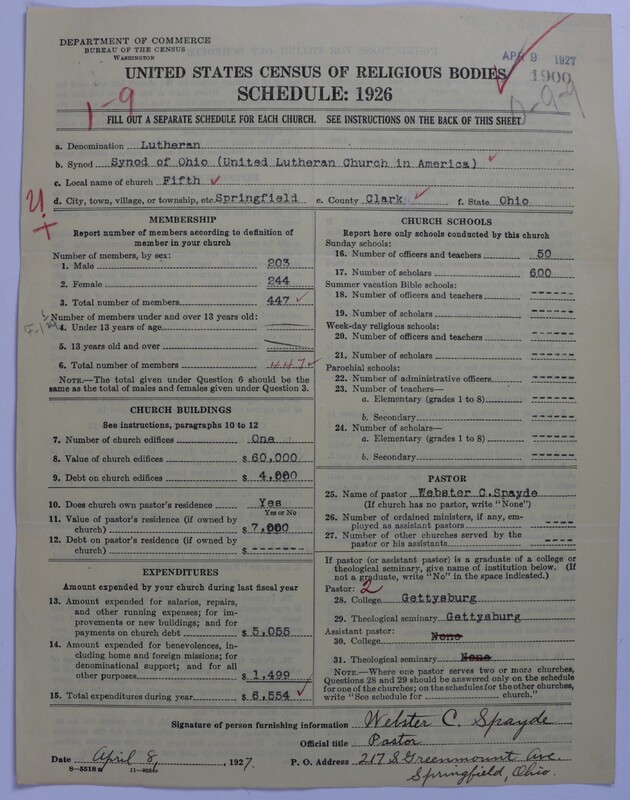 DEPARTMENT OF COMMERCE
BUREAU OF THE CENSUS
WASHINGTON
APR 9 1927
1900
UNITED STATES CENSUS OF RELIGIOUS BODIES
SCHEDULE: 1926
1-9
FILL OUT A SEPARATE SCHEDULE FOR EACH CHURCH. SEE INSTRUCTIONS ON THE BACK OF THIS SHEET
a. Denomination Lutheran
b. Synod Synod of Ohio (United Lutheran Church in America)
c. Local name of church Fifth
d. City, town, village, or township, etc. Springfield e. County Clark f. State Ohio
MEMBERSHIP
Report number of members according to definition of member in your church
Number of members, by sex:
1. Male 203
2. Female 244
3. Total number of members 447
Number of members under and over 13 years old:
4. Under 13 years of age
5. 13 years old and over
6. Total number of members 447
NOTE.—The total given under Question 6 should be the same as the total of males and females given under Question 3.
CHURCH BUILDINGS
See instructions, paragraphs 10 to 12
7. Number of church edifices One
8. Value of church edifices $ 60,000
9. Debt on church edifices $ 4,000
10. Does church own pastor's residence Yes
Yes or No
11. Value of pastor's residence (if owned by church) $ 7,000
12. Debt on pastor's residence (if owned by church) $ -------
EXPENDITURES
Amount expended by your church during last fiscal year
13. Amount expended for salaries, repairs, and other running expenses; for improvements or new buildings; and for payments on church debt $ 5,055
14. Amount expended for benevolences, including home and foreign missions; for denominational support; and for all other purposes $ 1,499
15. Total expenditures during year $ 6,554
CHURCH SCHOOLS
Report here only schools conducted by this church
Sunday schools:
16. Number of officers and teachers 50
17. Number of scholars 600
Summer vacation Bible schools:
18. Number of officers and teachers
19. Number of scholars
Week-day religious schools:
20. Number of officers and teachers
21. Number of scholars
Parochial schools:
22. Number of administrative officers
23. Number of teachers—
a. Elementary (grades 1 to 8)
b. Secondary
24. Number of scholars—
a. Elementary (grades 1 to 8)
b. Secondary
PASTOR
25. Name of pastor Webster C. Spayde
(If church has no pastor, write "None")
26. Number of ordained ministers, if any, employed as assistant pastors
27. Number of other churches served by the pastor or his assistants
If pastor (or assistant pastor) is a graduate of a college or theological seminary, give name of institution below. (If not a graduate, write "No" in the space indicated.)
Pastor: 2
28. College Gettysburg
29. Theological seminary Gettysburg
Assistant pastor:
30. College None
31. Theological seminary None
NOTE.—Where one pastor serves two or more churches, Questions 28 and 29 should be answered only on the schedule for one of the churches; on the schedules for the other churches, write "See schedule for church."
Signature of person furnishing information Webster C. Spayde
Official title Pastor
Date April 8, 1927. P. O. Address 217 S Greenmount Ave.
Springfield, Ohio.
8—5518a